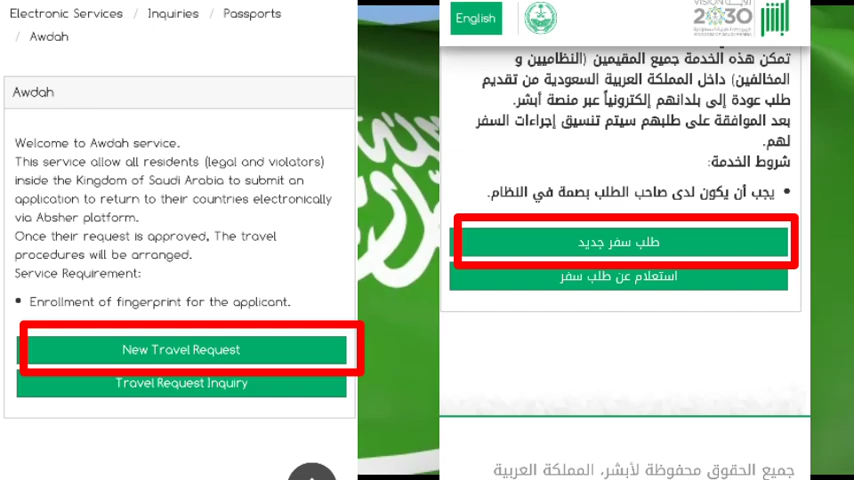 Electronic Services / Inquiries / Passports
/ Awdah
Awdah
Welcome to Awdah service.
This service allow all residents (legal and violators)
inside the Kingdom of Saudi Arabia to submit an
application to return to their countries electronically
via Absher platform.
Once their request is approved, The travel
procedures will be arranged.
Service Requirement:
• Enrollment of fingerprint for the applicant.
New Travel Request
Travel Request Inquiry
English
VISION رؤيـــة
2030
تمكن هذه الخدمة جميع المقيمين (النظاميين و
المخالفين) داخل المملكة العربية السعودية من تقديم
طلب عودة إلى بلدانهم إلكترونياً عبر منصة أبشر.
بعد الموافقة على طلبهم سيتم تنسيق إجراءات السفر
لهم.
شروط الخدمة:
• يجب أن يكون لدى صاحب الطلب بصمة في النظام.
طلب سفر جديد
استعلام عن طلب سفر
جميع الحقوق محفوظة لأبشر، المملكة العربية